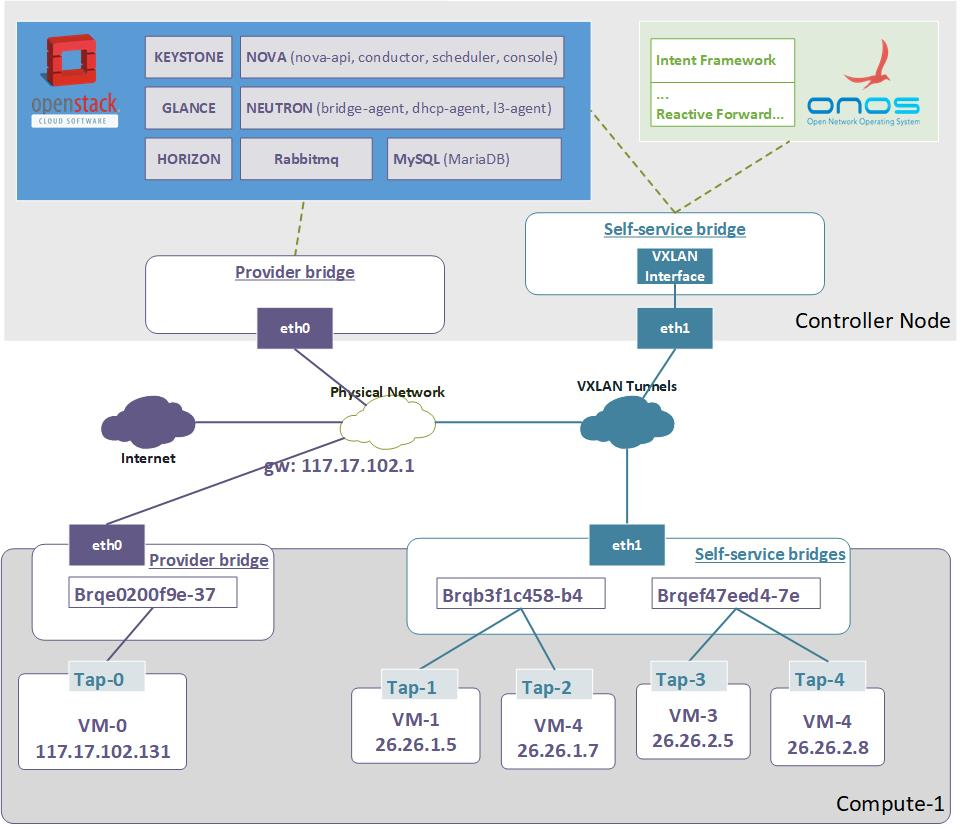 openstack
CLOUD SOFTWARE
KEYSTONE
NOVA (nova-api, conductor, scheduler, console)
GLANCE
NEUTRON (bridge-agent, dhcp-agent, l3-agent)
HORIZON
Rabbitmq
MySQL (MariaDB)
Intent Framework
...
Reactive Forward...
onos
Open Network Operating System
Self-service bridge
VXLAN
Interface
Provider bridge
eth0
eth1
Controller Node
Physical Network
VXLAN Tunnels
Internet
gw: 117.17.102.1
eth0
Provider bridge
Brqe0200f9e-37
eth1
Self-service bridges
Brqb3f1c458-b4
Brqef47eed4-7e
Tap-0
VM-0
117.17.102.131
Tap-1
VM-1
26.26.1.5
Tap-2
VM-4
26.26.1.7
Tap-3
VM-3
26.26.2.5
Tap-4
VM-4
26.26.2.8
Compute-1